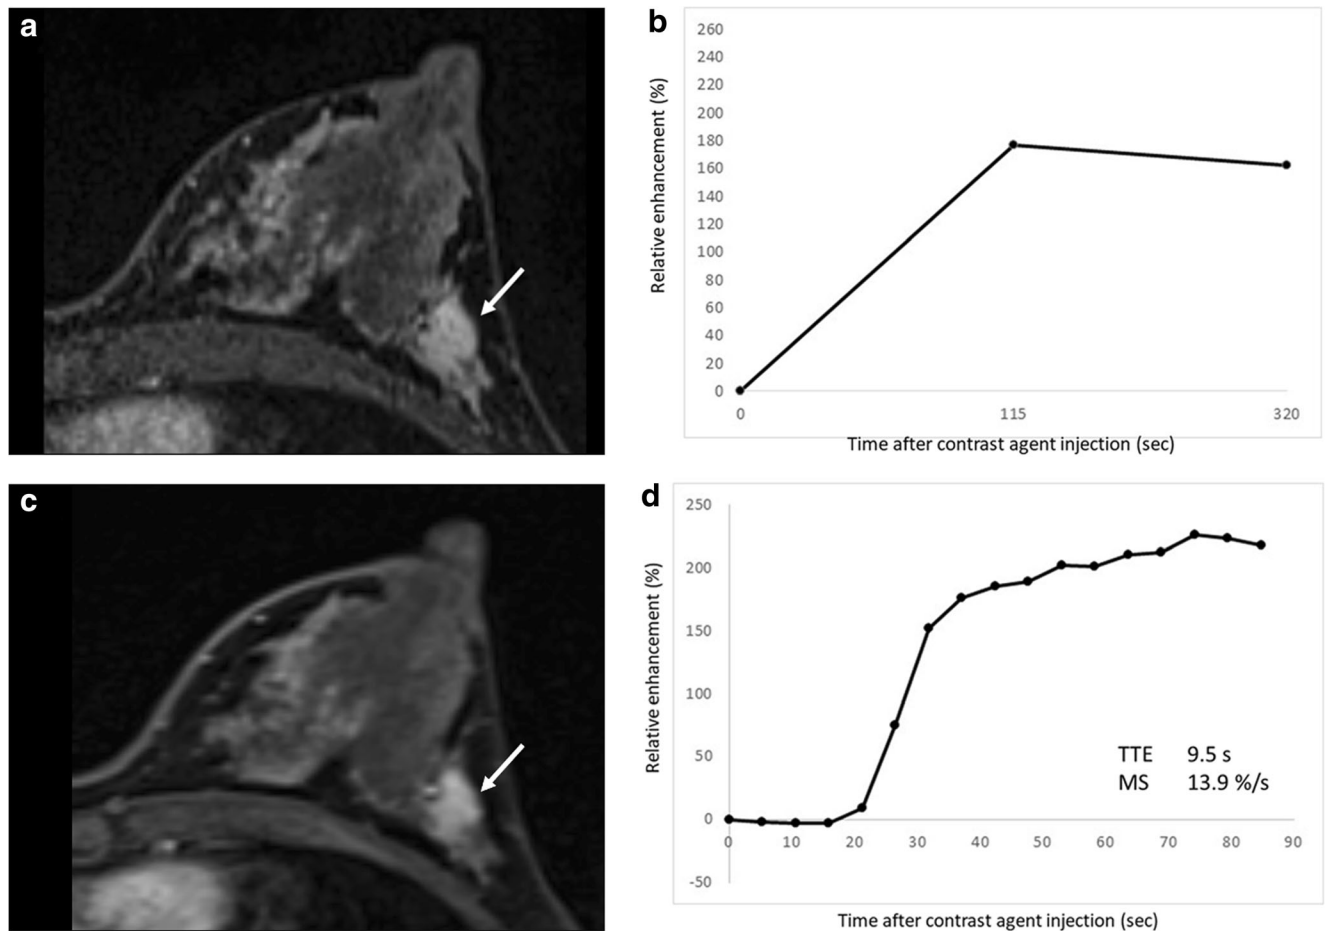 a
b
260
240
220
200
180
160
140
120
100
80
60
40
20
0
Relative enhancement (%)
0 115 320
Time after contrast agent injection (sec)
c
d
250
200
150
100
50
0
-50
Relative enhancement (%)
0 10 20 30 40 50 60 70 80 90
TTE 9.5 s
MS 13.9 %/s
Time after contrast agent injection (sec)